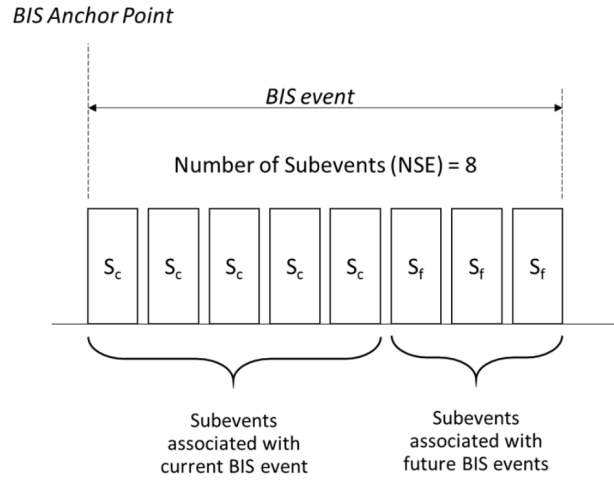 BIS Anchor Point
BIS event
Number of Subevents (NSE) = 8
Sc Sc Sc Sc Sc Sf Sf Sf
Subevents
associated with
current BIS event
Subevents
associated with
future BIS events